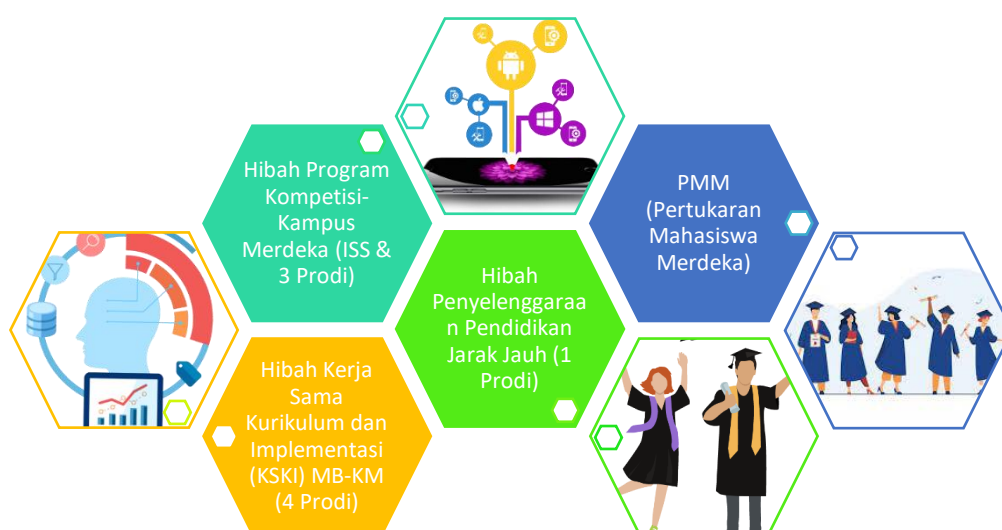 Hibah Program
Kompetisi-
Kampus
Merdeka (ISS &
3 Prodi)
PMM
(Pertukaran
Mahasiswa
Merdeka)
Hibah
Penyelenggaraa
n Pendidikan
Jarak Jauh (1
Prodi)
Hibah Kerja
Sama
Kurikulum dan
Implementasi
(KSKI) MB-KM
(4 Prodi)